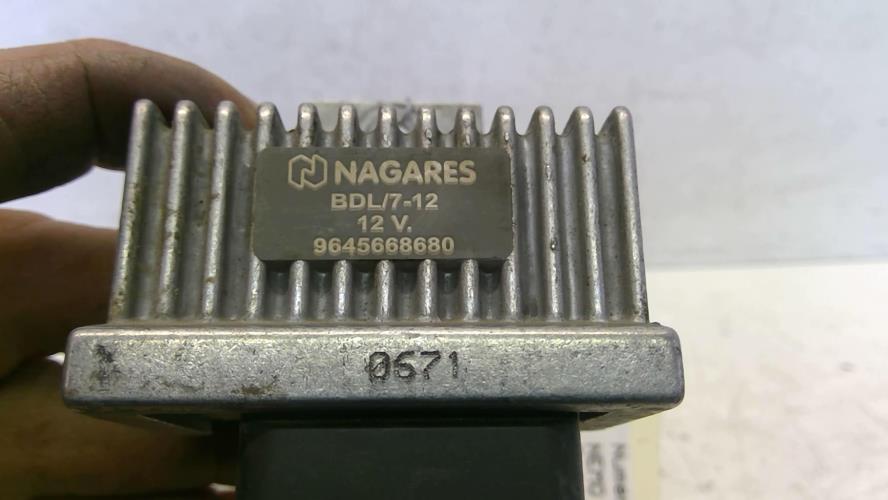 NAGARES
BDL/7-12
12 V.
9645668680
0671